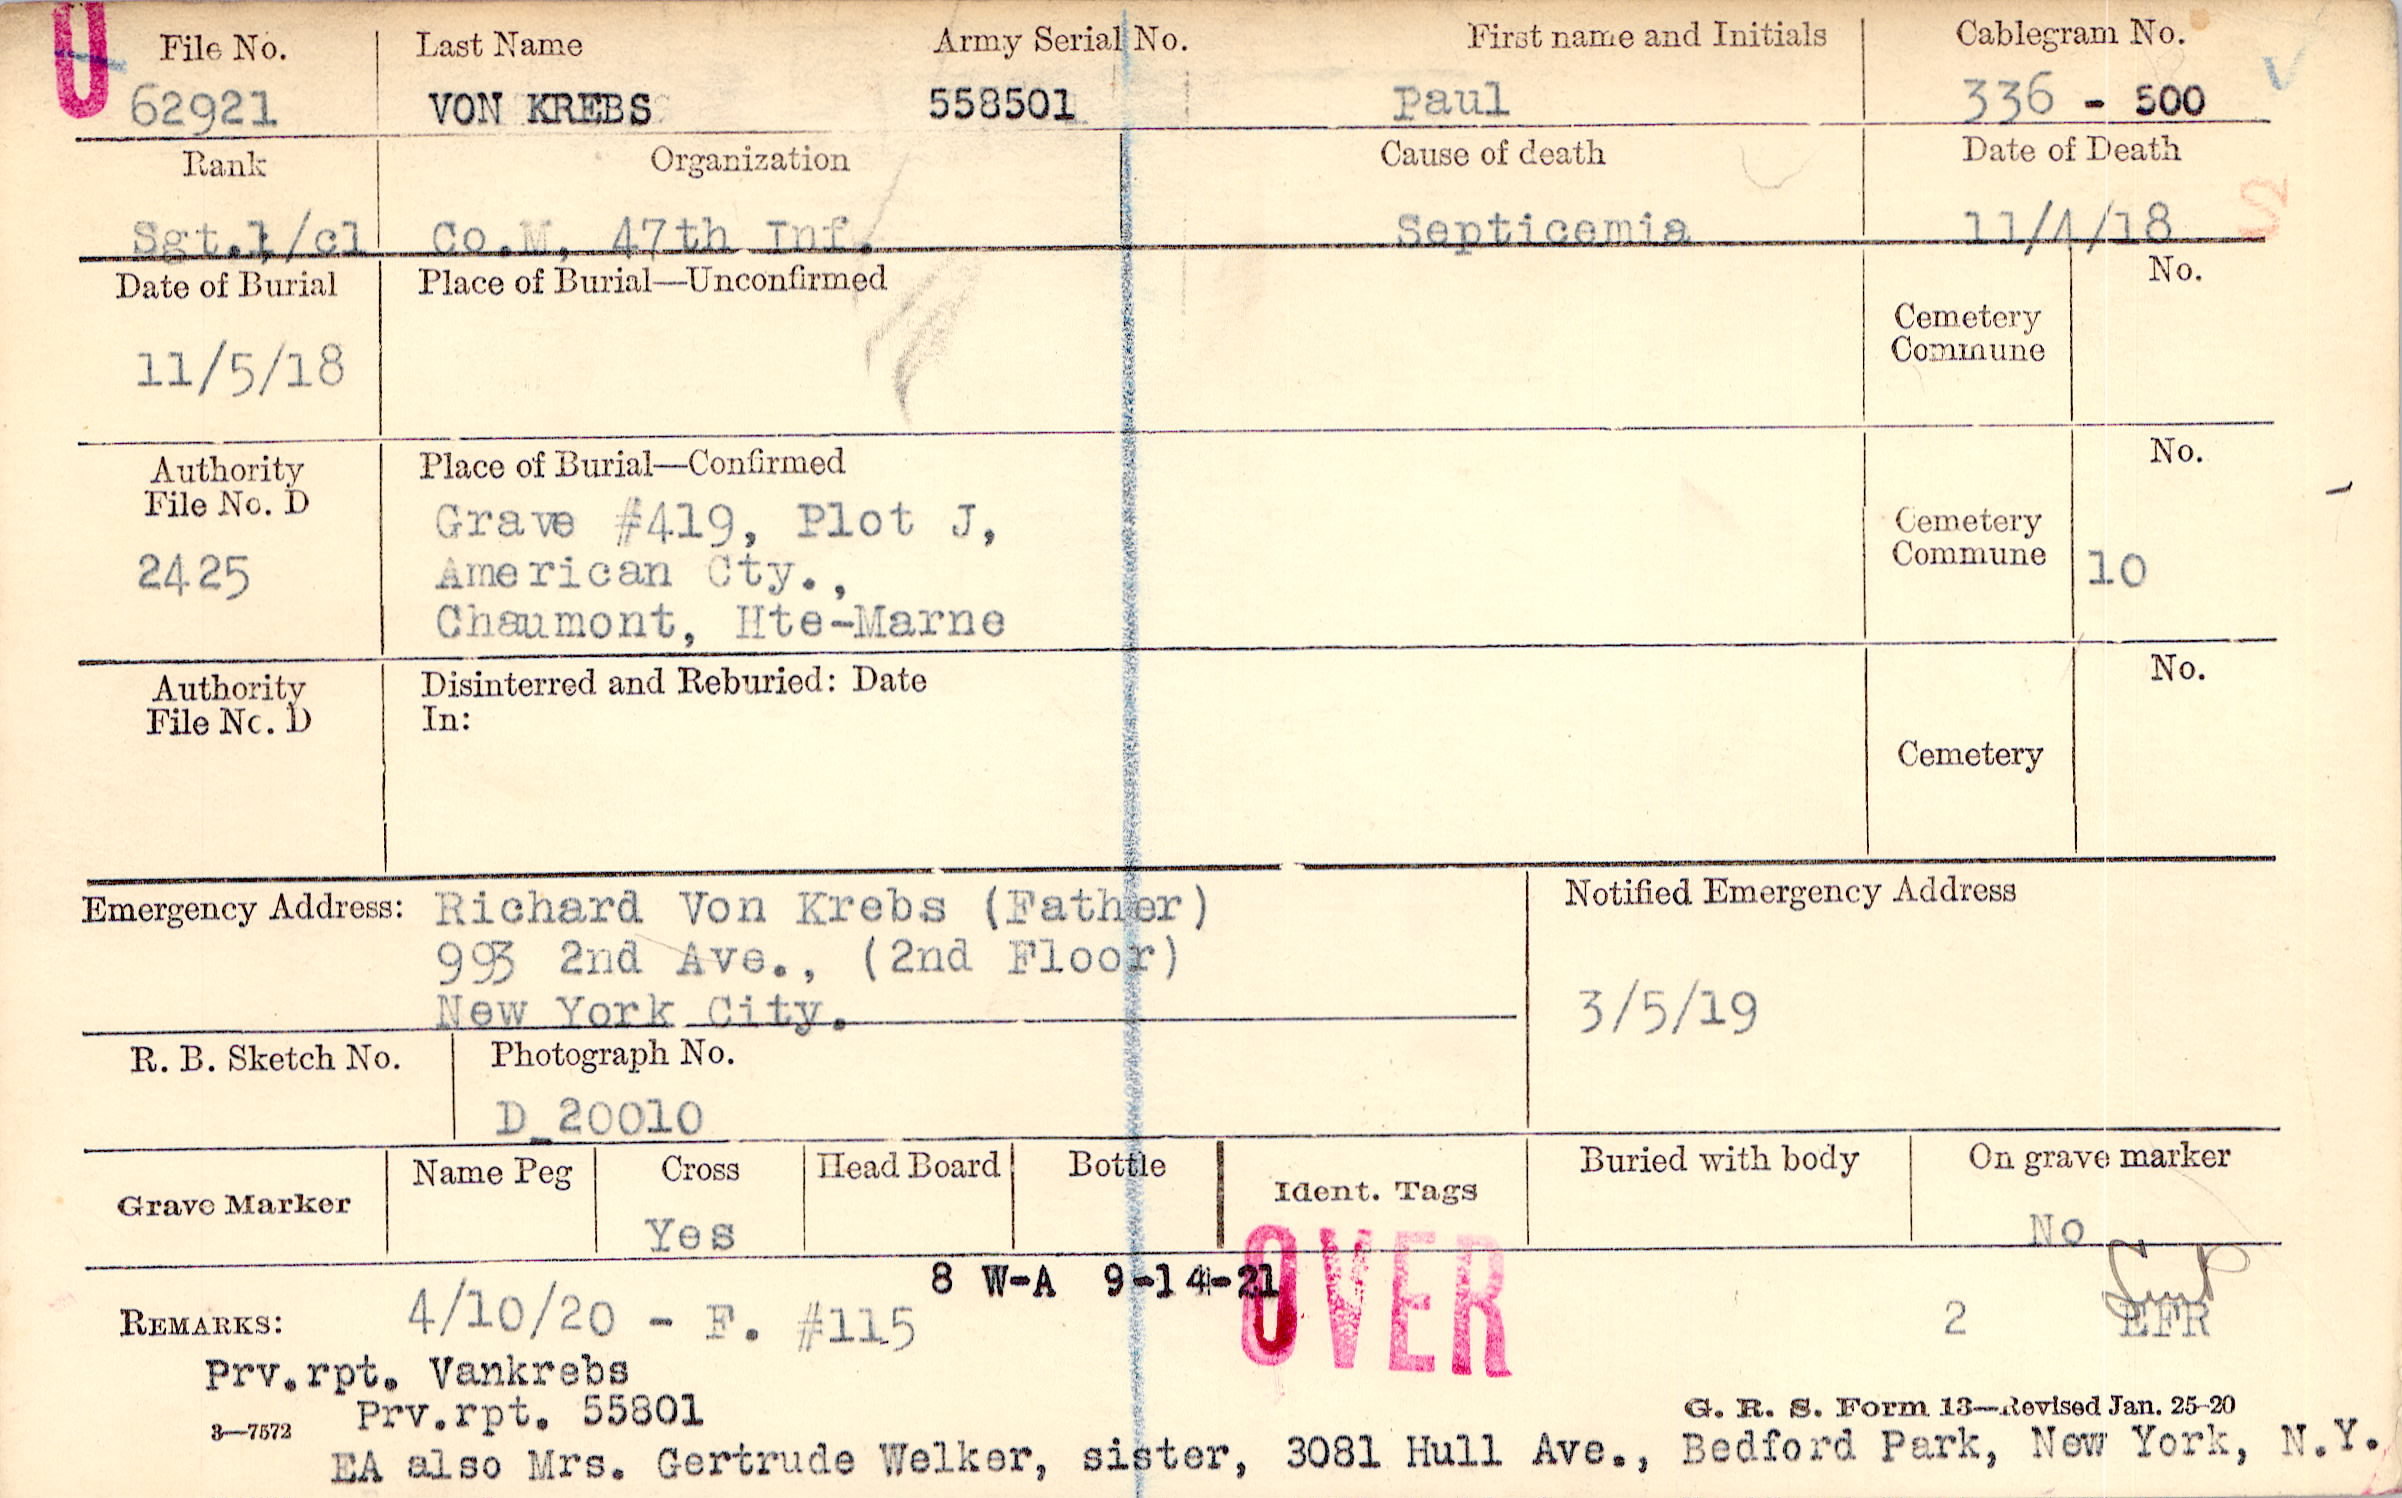 U
File No. Last Name Army Serial No. First name and Initials Cablegram No.
62921 VON KREBS 558501 Paul 336 - 500
Rank Organization Cause of death Date of Death
Sgt.1/cl Co.M, 47th Inf. Septicemia 11/4/18
S
Date of Burial Place of Burial—Unconfirmed No.
Cemetery
Commune
11/5/18
Authority Place of Burial—Confirmed No.
File No. D
Grave #419, Plot J, Cemetery
2425 American Cty., Commune 10
Chaumont, Hte-Marne
Authority Disinterred and Reburied: Date No.
File No. D In:
Cemetery
Emergency Address: Richard Von Krebs (Father) Notified Emergency Address
993 2nd Ave., (2nd Floor)
New York City. 3/5/19
R. B. Sketch No. Photograph No.
D_20010
Grave Marker Name Peg Cross Head Board Bottle Ident. Tags Buried with body On grave marker
Yes No
8 W-A 9-14-21 OVER
REMARKS: 4/10/20 - F. #115 2 EFR
Prv.rpt. Vankrebs
Prv.rpt. 55801
3—7572 G. R. S. Form 13—Revised Jan. 25-20
EA also Mrs. Gertrude Welker, sister, 3081 Hull Ave., Bedford Park, New York, N.Y.